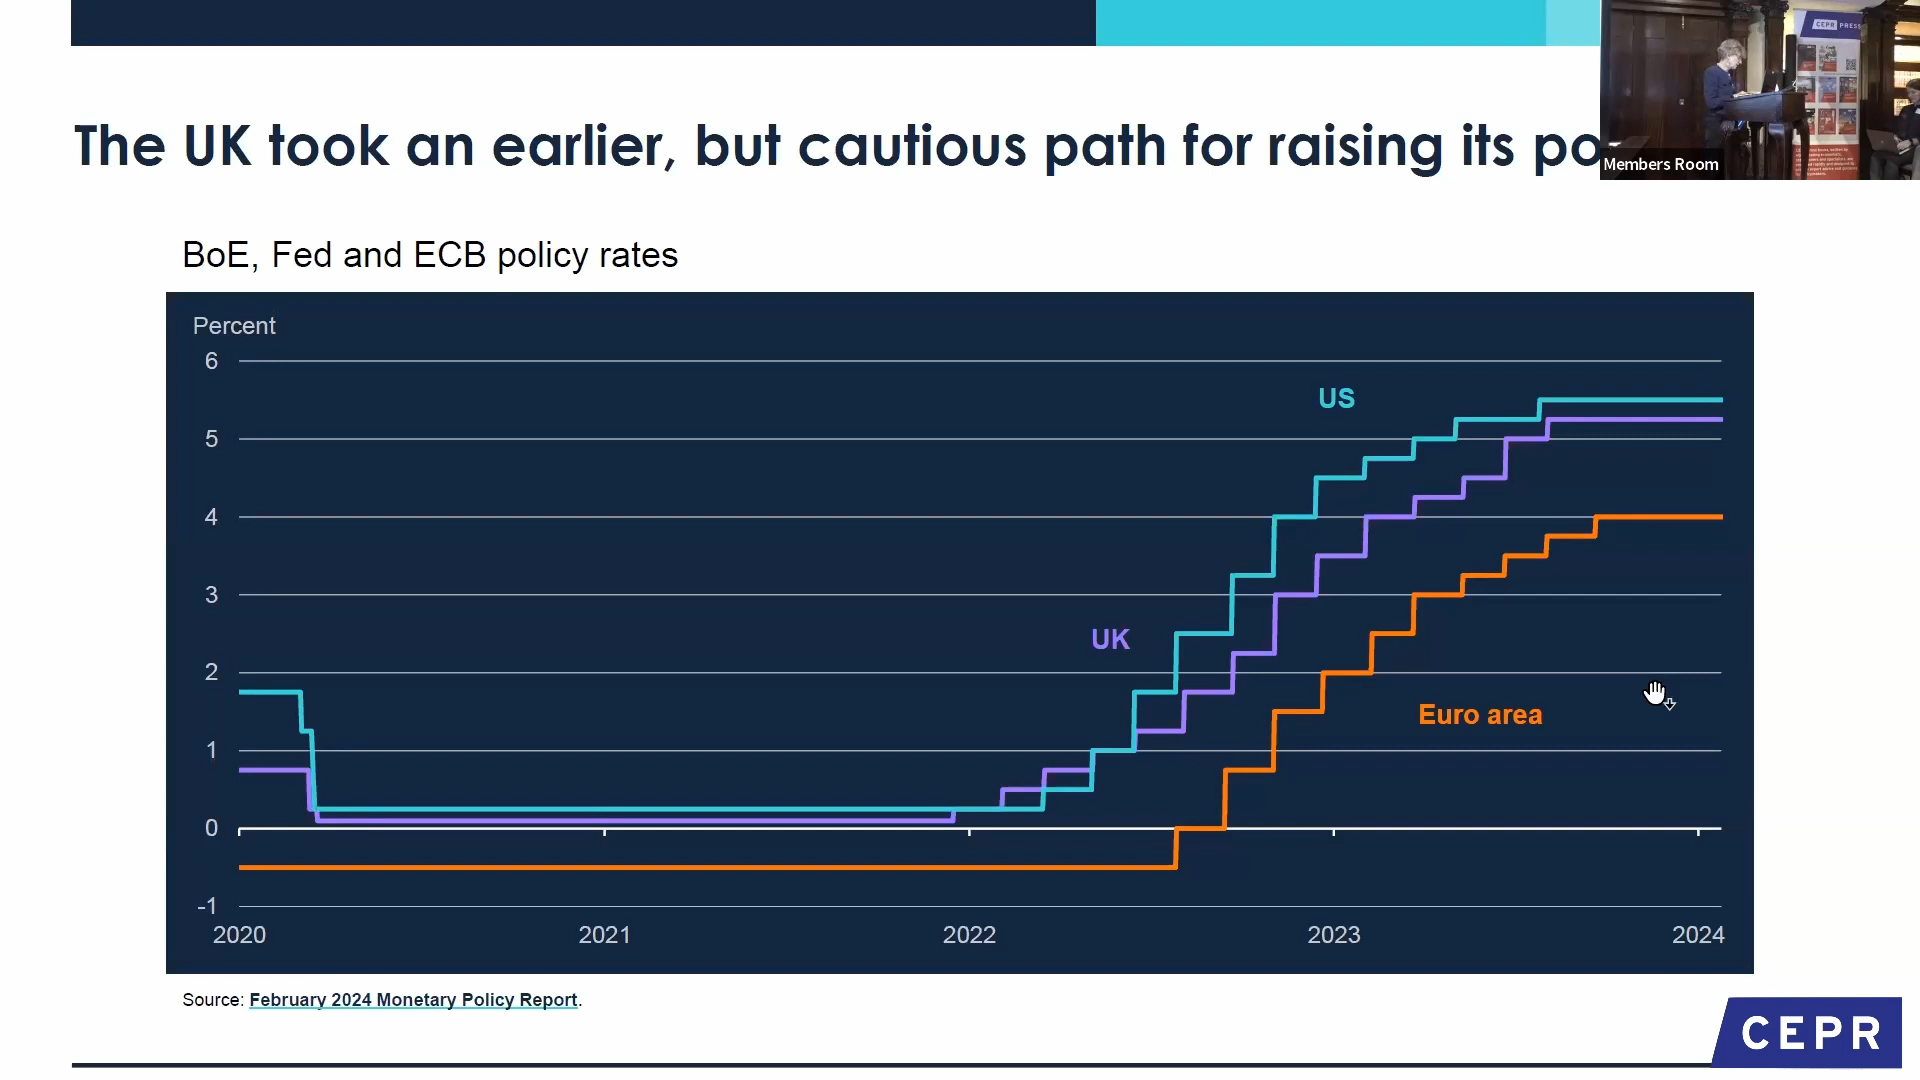 The UK took an earlier, but cautious path for raising its po
Members Room
CEPR PRESS
BoE, Fed and ECB policy rates
Percent
6
5
4
3
2
1
0
-1
US
UK
Euro area
2020 2021 2022 2023 2024
Source: February 2024 Monetary Policy Report.
CEPR